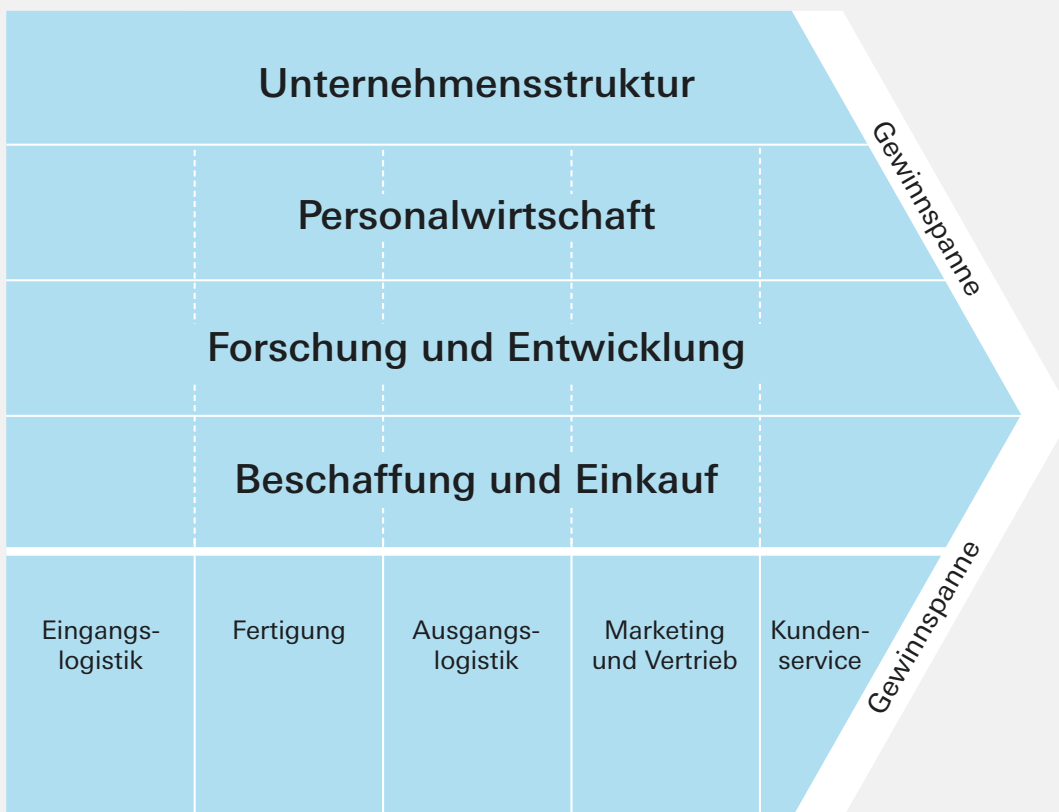 Unternehmensstruktur
Gewinnspanne
Personalwirtschaft
Forschung und Entwicklung
Beschaffung und Einkauf
Eingangs-
logistik
Fertigung
Ausgangs-
logistik
Marketing
und Vertrieb
Kunden-
service
Gewinnspanne